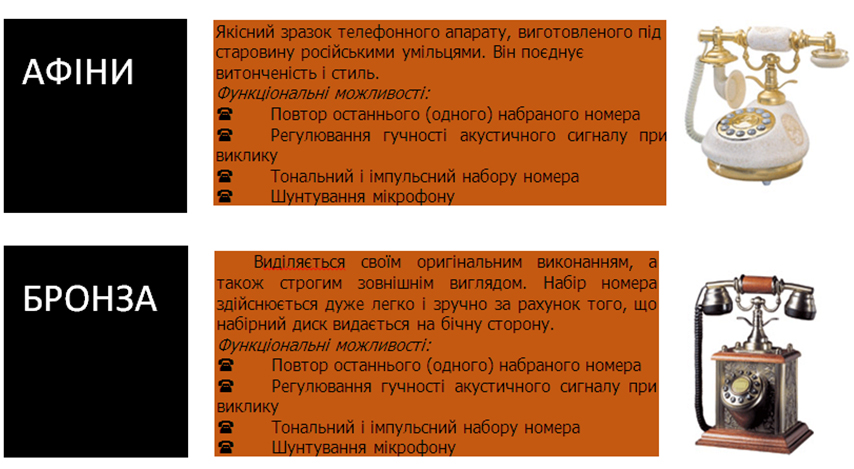 АФІНИ
Якісний зразок телефонного апарату, виготовленого під
старовину російськими умільцями. Він поєднує
витонченість і стиль.
Функціональні можливості:
☎ Повтор останнього (одного) набраного номера
☎ Регулювання гучності акустичного сигналу при
виклику
☎ Тональний і імпульсний набору номера
☎ Шунтування мікрофону
БРОНЗА
Виділяється своїм оригінальним виконанням, а
також строгим зовнішнім виглядом. Набір номера
здійснюється дуже легко і зручно за рахунок того, що
набірний диск видається на бічну сторону.
Функціональні можливості:
☎ Повтор останнього (одного) набраного номера
☎ Регулювання гучності акустичного сигналу при
виклику
☎ Тональний і імпульсний набору номера
☎ Шунтування мікрофону